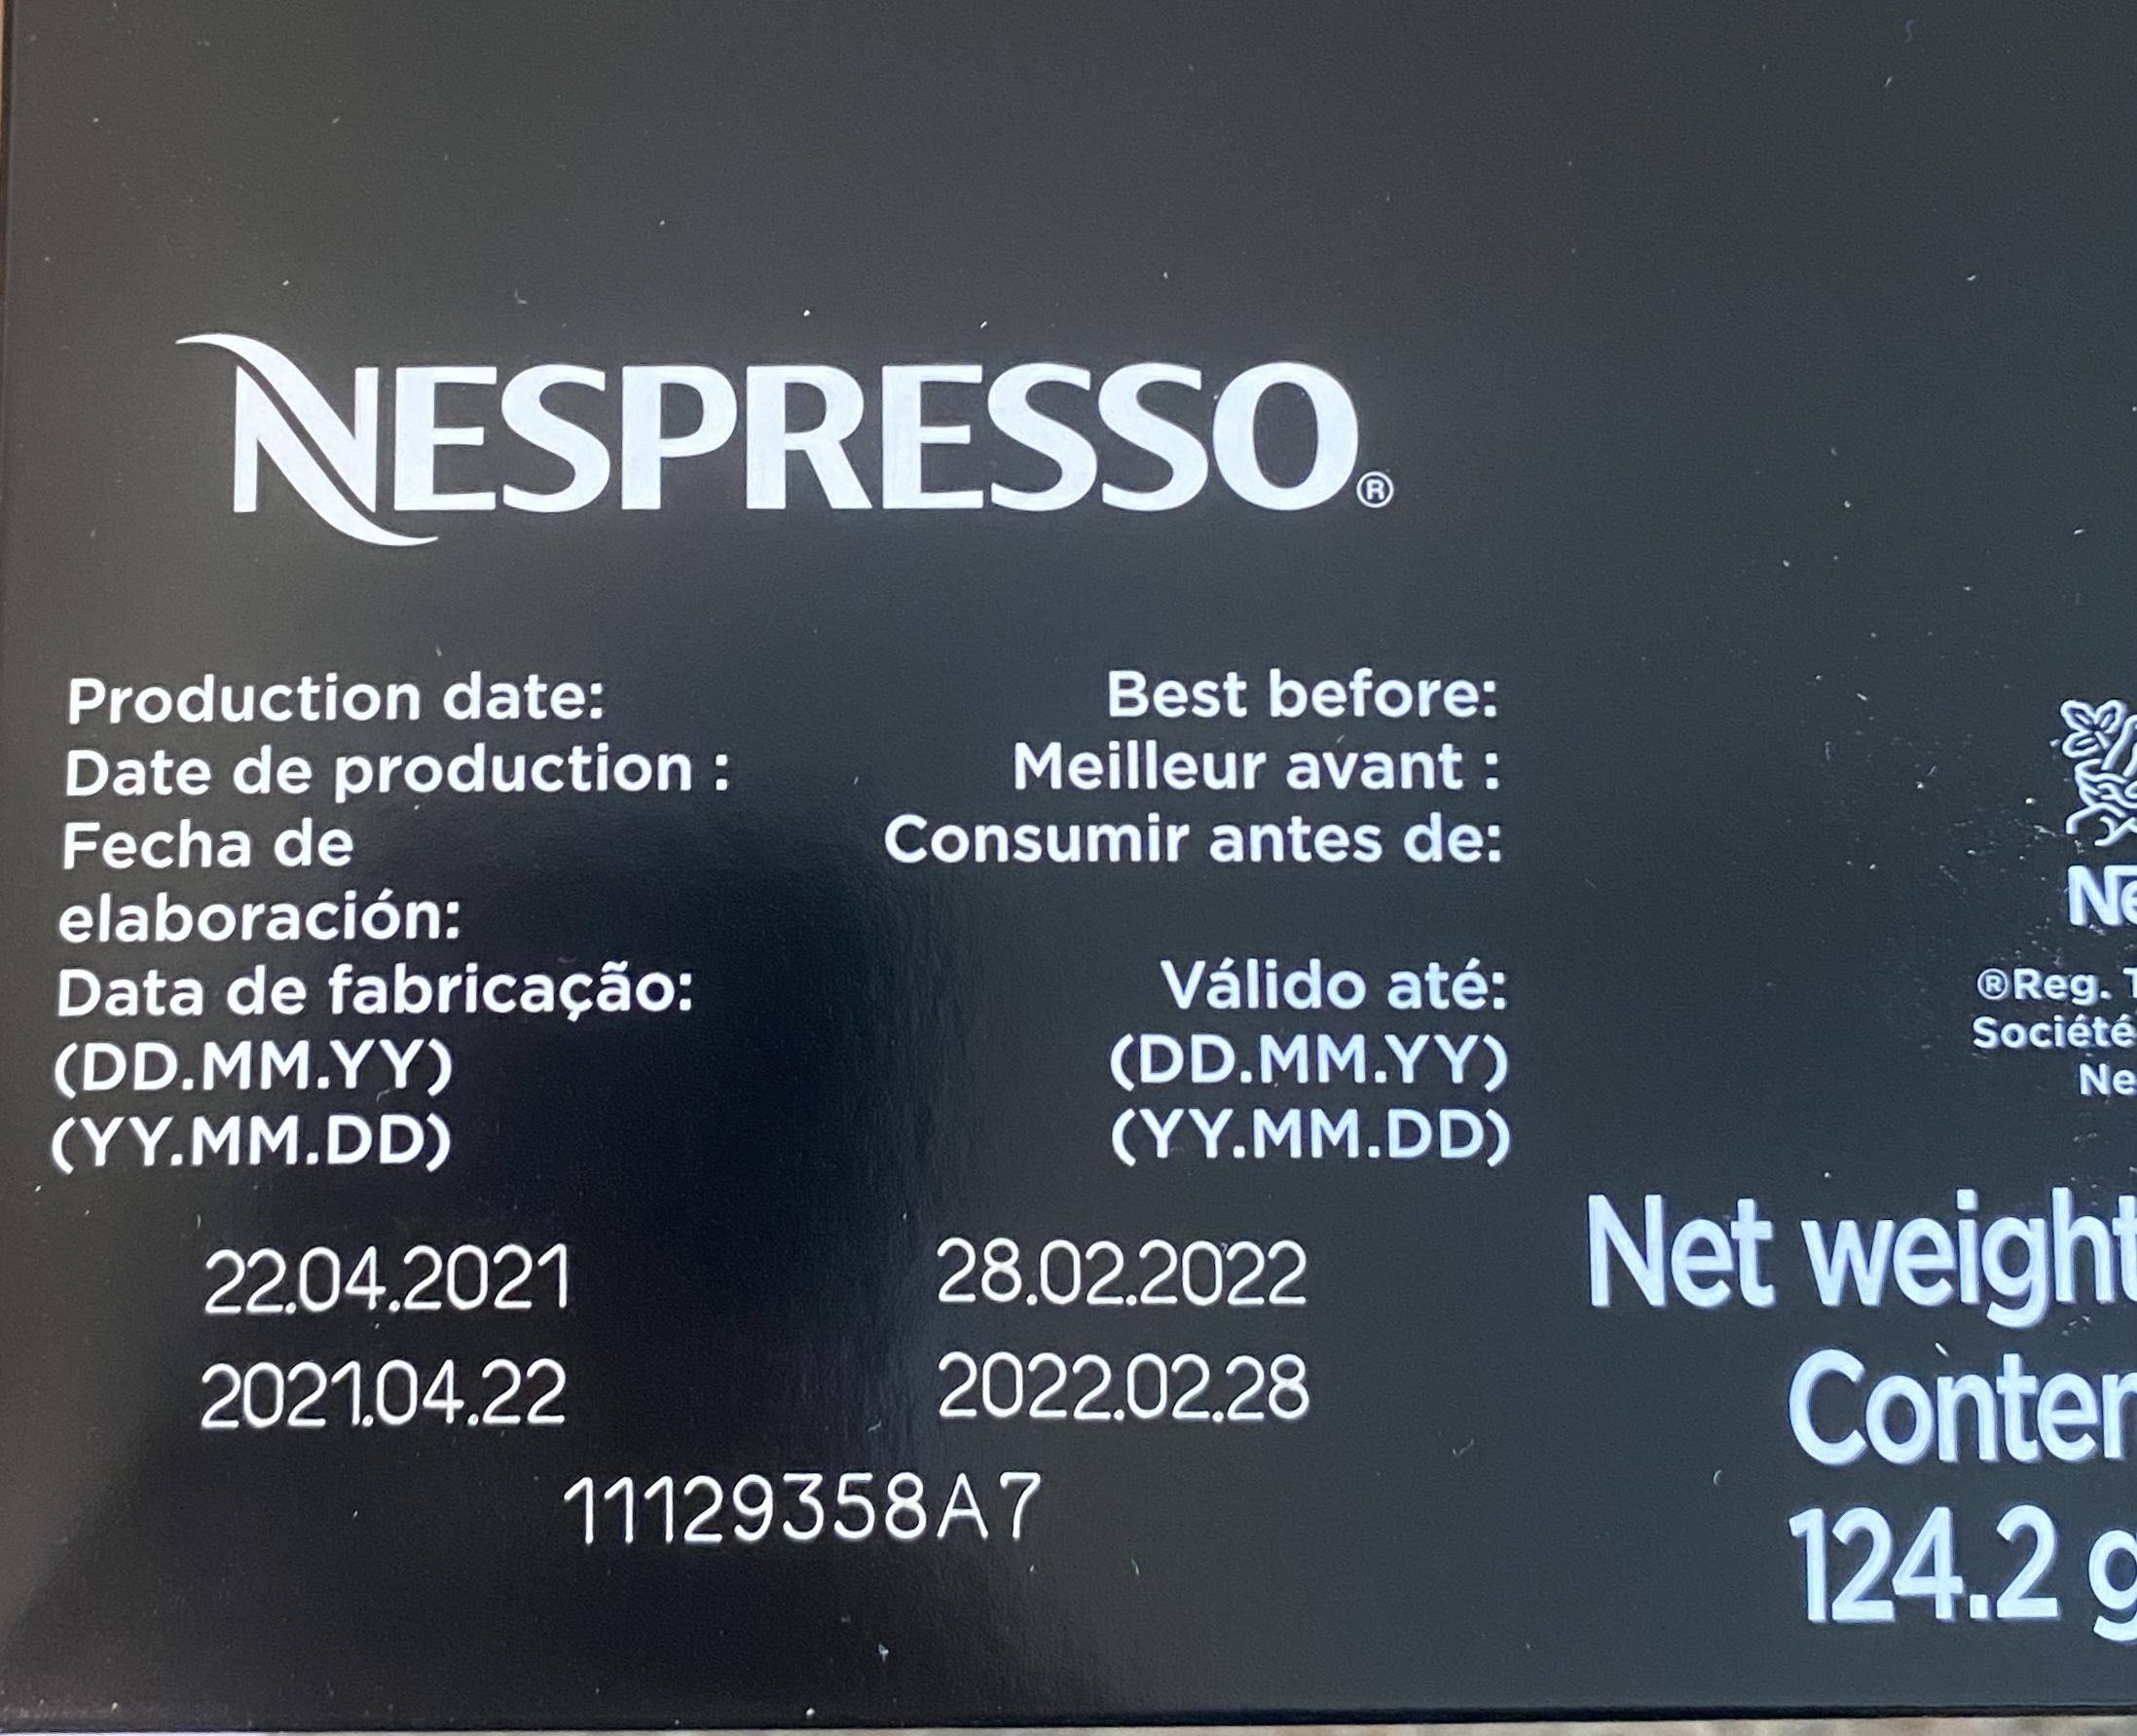 NESPRESSO®
Production date:
Date de production :
Fecha de
elaboración:
Data de fabricação:
(DD.MM.YY)
(YY.MM.DD)
Best before:
Meilleur avant :
Consumir antes de:
Válido até:
(DD.MM.YY)
(YY.MM.DD)
22.04.2021
28.02.2022
2021.04.22
2022.02.28
11129358A7
®Reg.
Société
Net weight
124.2 g